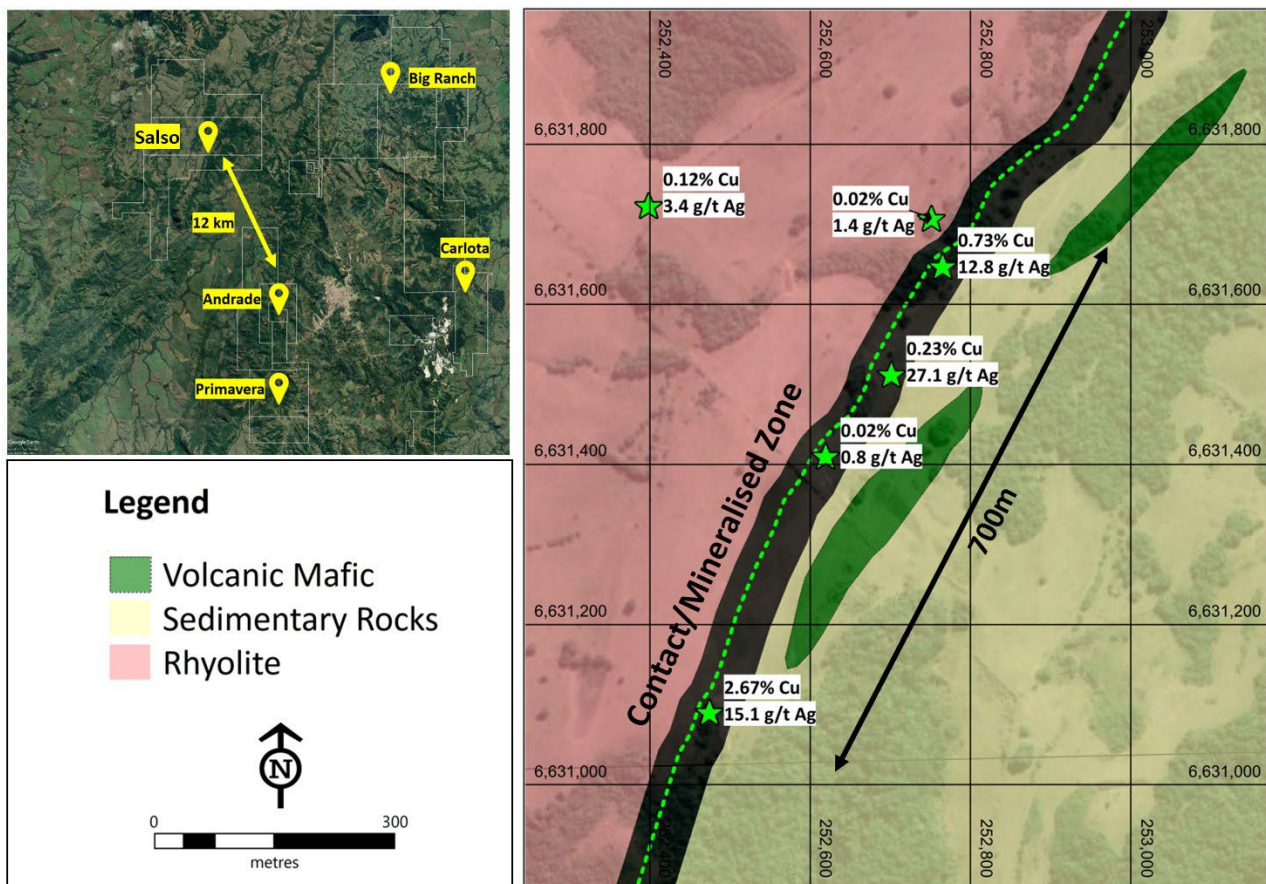 Big Ranch
Salso
12 km
Carlota
Andrade
Primavera
Google Earth
Legend
Volcanic Mafic
Sedimentary Rocks
Rhyolite
N
0
300
metres
252,400
252,600
252,800
253,000
6,631,800
6,631,800
0.12% Cu
3.4 g/t Ag
0.02% Cu
1.4 g/t Ag
0.73% Cu
12.8 g/t Ag
6,631,600
6,631,600
0.23% Cu
27.1 g/t Ag
0.02% Cu
0.8 g/t Ag
6,631,400
6,631,400
Contact/Mineralised Zone
700m
6,631,200
6,631,200
2.67% Cu
15.1 g/t Ag
6,631,000
6,631,000
252,400
252,600
252,800
253,000